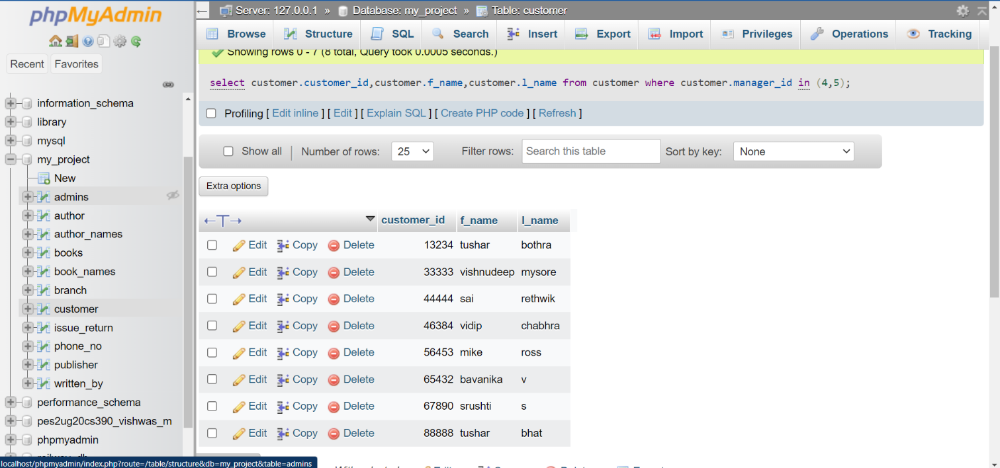 phpMyAdmin
Recent Favorites
information_schema
library
mysql
my_project
New
admins
author
author_names
books
book_names
branch
customer
issue_return
phone_no
publisher
written_by
performance_schema
pes2ug20cs390_vishwas_m
phpmyadmin
localhost/phpmyadmin/index.php?route=/table/structure&db=my_project&table=admins
Server: 127.0.0.1 » Database: my_project » Table: customer
Browse Structure SQL Search Insert Export Import Privileges Operations Tracking
Showing rows 0 - 7 (8 total, Query took 0.0005 seconds.)
select customer.customer_id,customer.f_name,customer.l_name from customer where customer.manager_id in (4,5);
Profiling [ Edit inline ] [ Edit ] [ Explain SQL ] [ Create PHP code ] [ Refresh ]
Show all | Number of rows: 25 Filter rows: Search this table Sort by key: None
Extra options
←T→ customer_id f_name l_name
Edit Copy Delete 13234 tushar bothra
Edit Copy Delete 33333 vishnudeep mysore
Edit Copy Delete 44444 sai rethwik
Edit Copy Delete 46384 vidip chabhra
Edit Copy Delete 56453 mike ross
Edit Copy Delete 65432 bavanika v
Edit Copy Delete 67890 srushti s
Edit Copy Delete 88888 tushar bhat